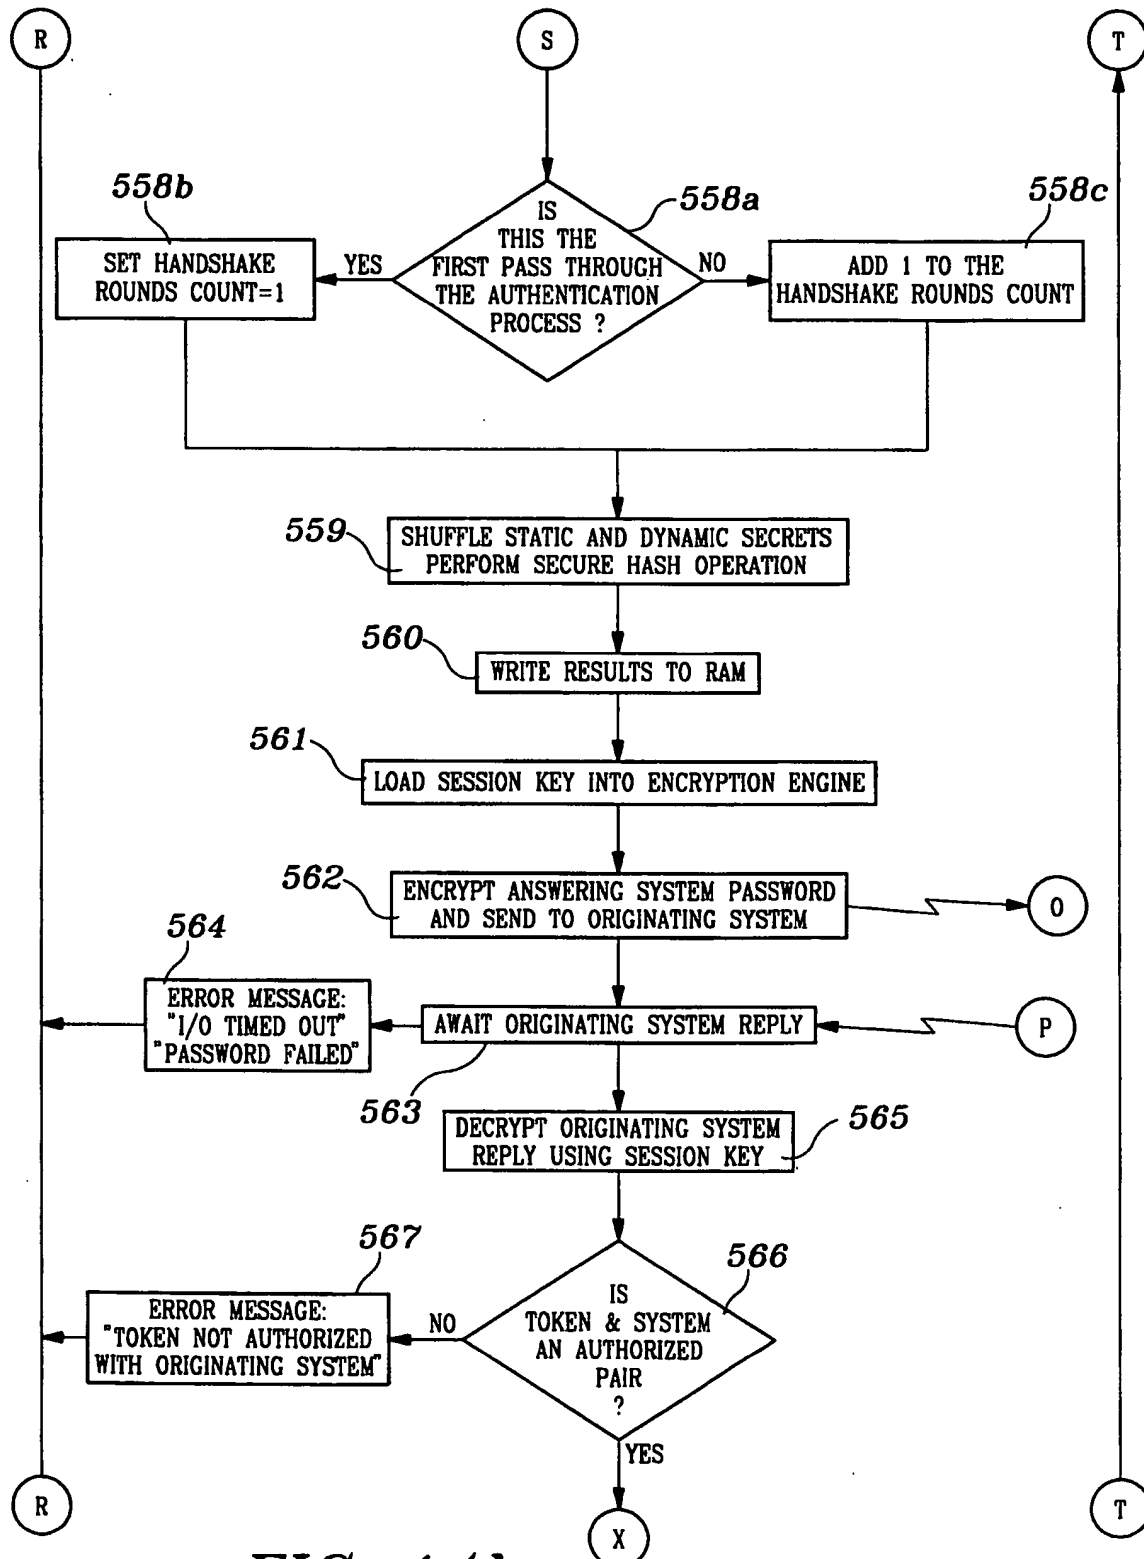 R
S
T
558b
558a
558c
IS
THIS THE
FIRST PASS THROUGH
THE AUTHENTICATION
PROCESS ?
YES
NO
SET HANDSHAKE
ROUNDS COUNT=1
ADD 1 TO THE
HANDSHAKE ROUNDS COUNT
559
SHUFFLE STATIC AND DYNAMIC SECRETS
PERFORM SECURE HASH OPERATION
560
WRITE RESULTS TO RAM
561
LOAD SESSION KEY INTO ENCRYPTION ENGINE
562
ENCRYPT ANSWERING SYSTEM PASSWORD
AND SEND TO ORIGINATING SYSTEM
O
564
ERROR MESSAGE:
"I/O TIMED OUT"
"PASSWORD FAILED"
AWAIT ORIGINATING SYSTEM REPLY
P
563
DECRYPT ORIGINATING SYSTEM
REPLY USING SESSION KEY
565
567
566
ERROR MESSAGE:
"TOKEN NOT AUTHORIZED
WITH ORIGINATING SYSTEM"
NO
IS
TOKEN & SYSTEM
AN AUTHORIZED
PAIR
?
YES
R
X
T
FIG.